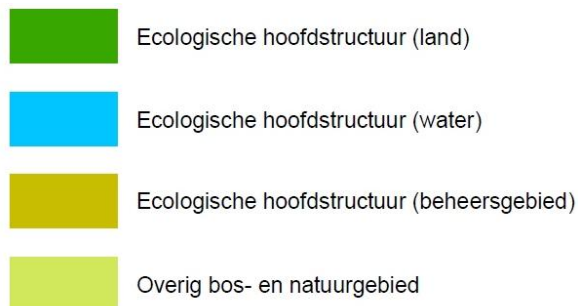 Ecologische hoofdstructuur (land)
Ecologische hoofdstructuur (water)
Ecologische hoofdstructuur (beheersgebied)
Overig bos- en natuurgebied